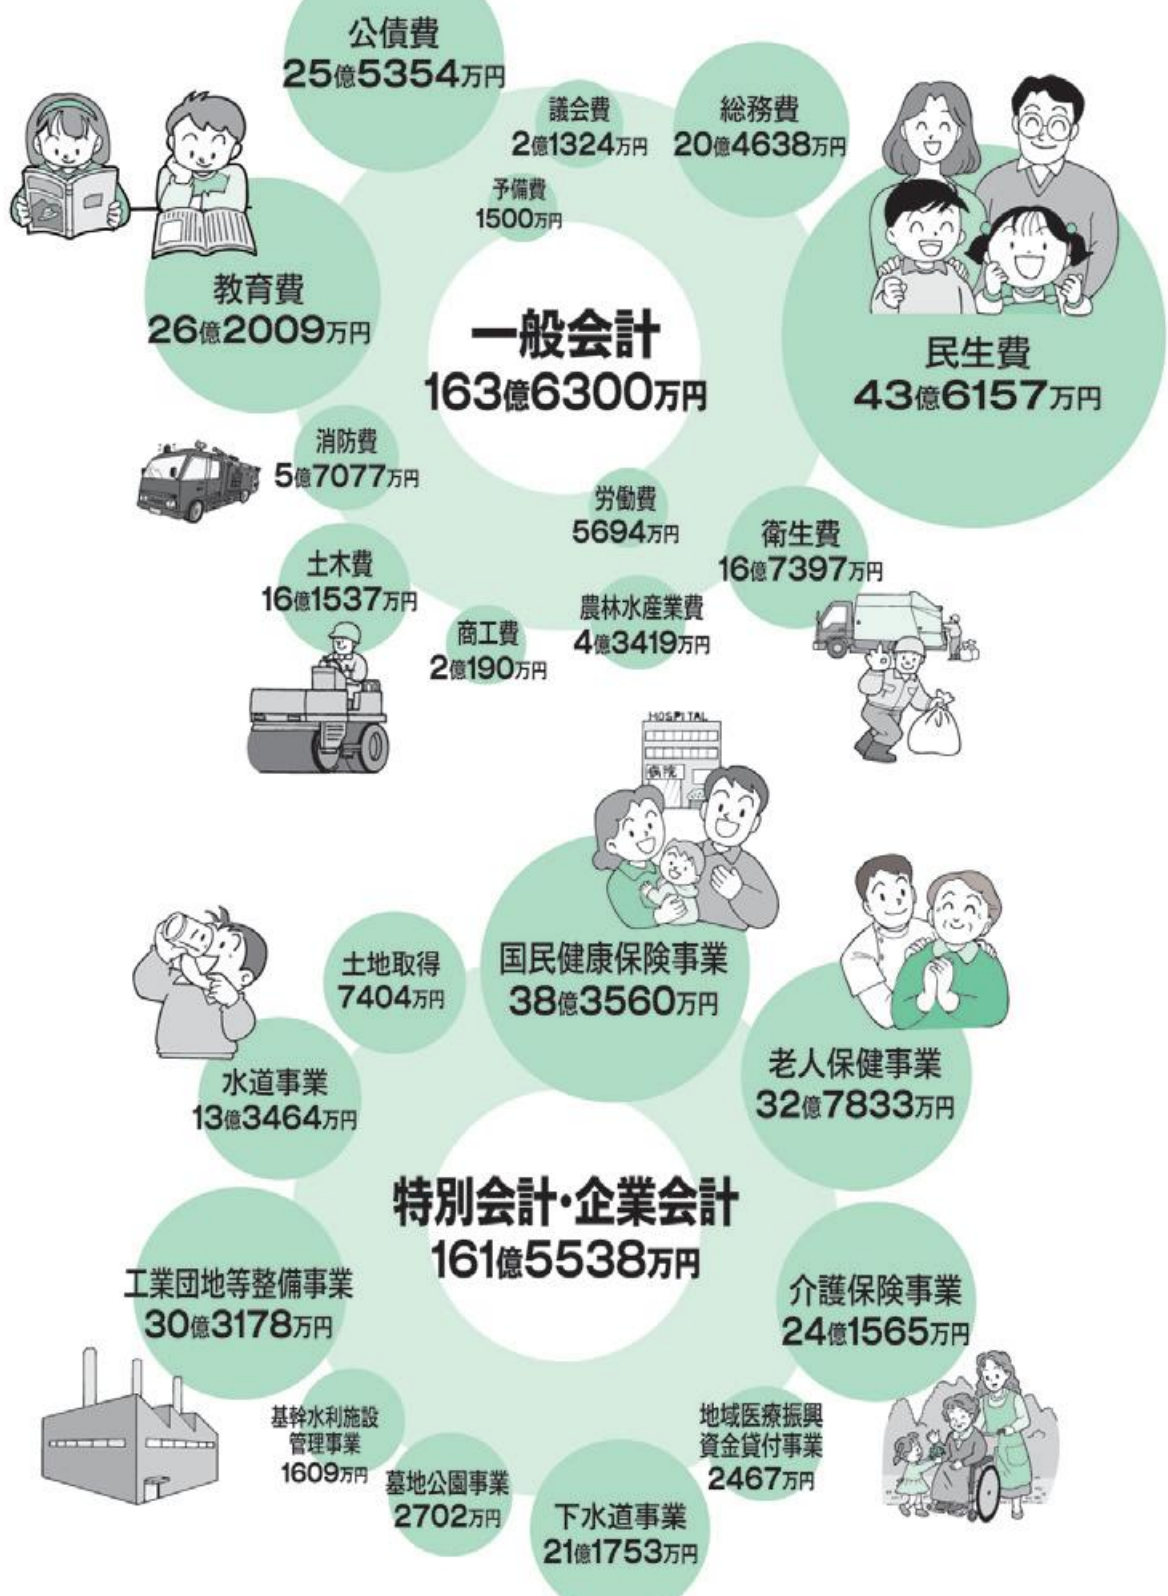 公債費
25億5354万円
議会費
2億1324万円
総務費
20億4638万円
予備費
1500万円
教育費
26億2009万円
一般会計
163億6300万円
民生費
43億6157万円
消防費
5億7077万円
労働費
5694万円
衛生費
16億7397万円
土木費
16億1537万円
農林水産業費
4億3419万円
商工費
2億190万円
HOSPITAL
病院
土地取得
7404万円
国民健康保険事業
38億3560万円
水道事業
13億3464万円
老人保健事業
32億7833万円
特別会計・企業会計
161億5538万円
工業団地等整備事業
30億3178万円
介護保険事業
24億1565万円
基幹水利施設
管理事業
1609万円
墓地公園事業
2702万円
地域医療振興
資金貸付事業
2467万円
下水道事業
21億1753万円